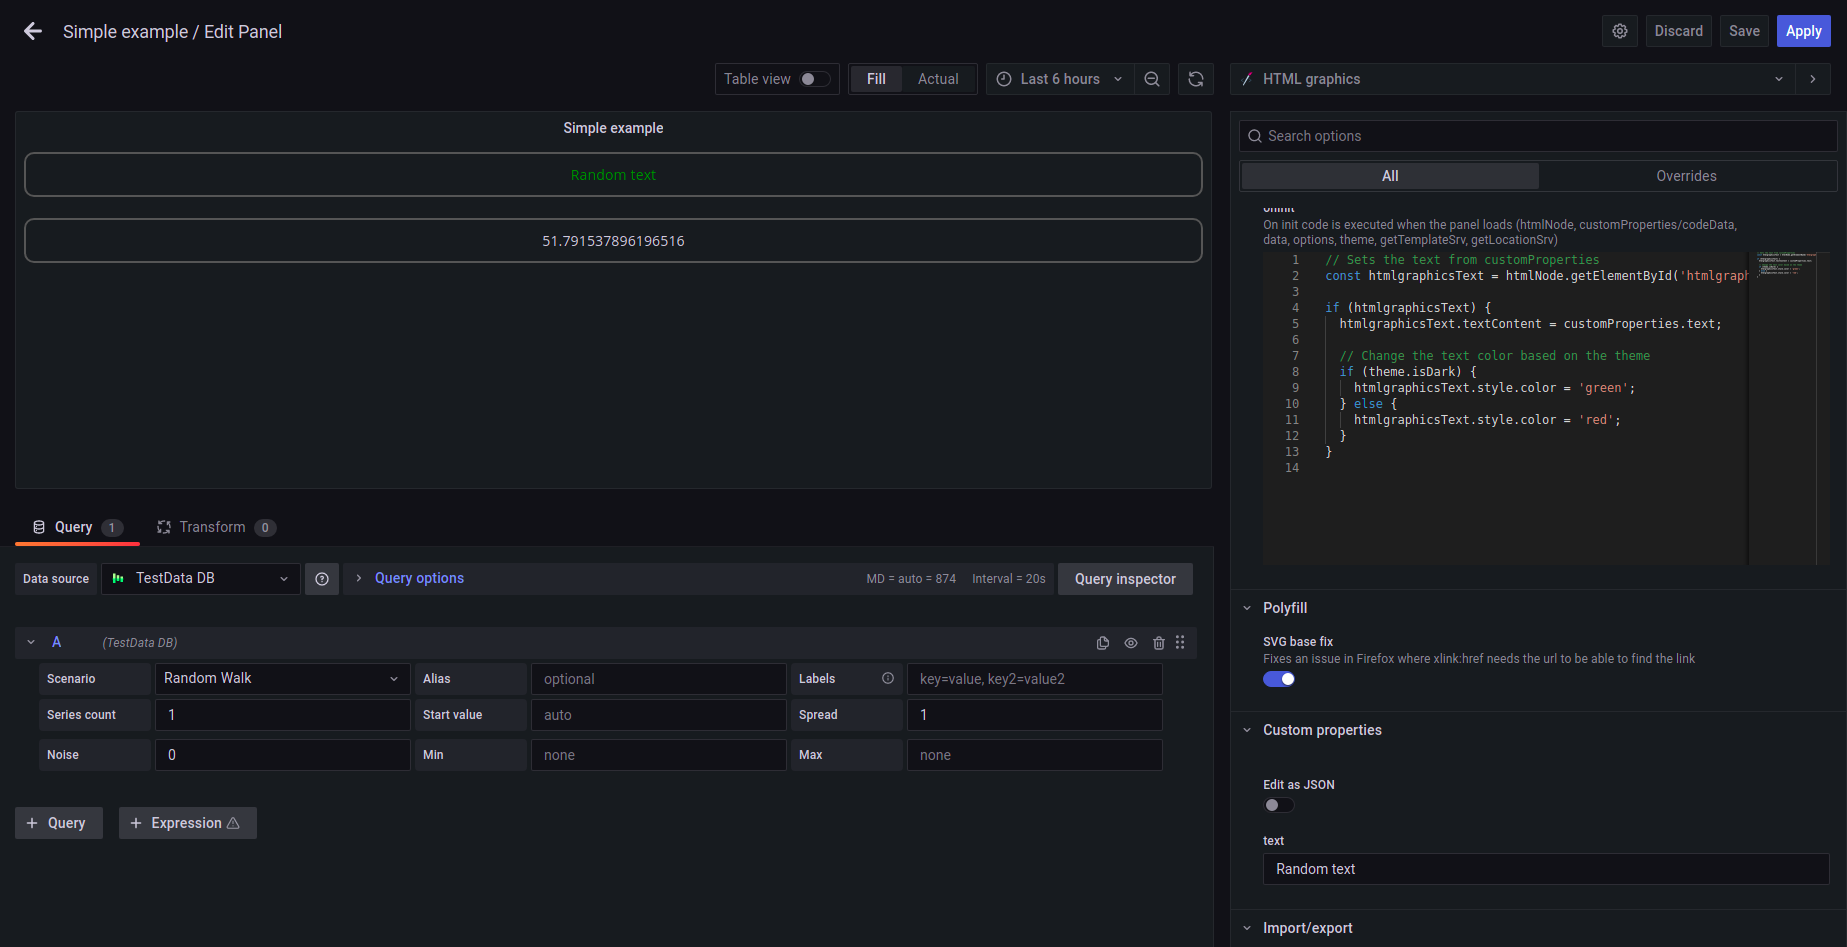 Simple example / Edit Panel
Discard
Save
Apply
Table view
Fill
Actual
Last 6 hours
HTML graphics
Simple example
Random text
51.791537896196516
Search options
All
Overrides
onInit
On init code is executed when the panel loads (htmlNode, customProperties/codeData,
data, options, theme, getTemplateSrv, getLocationSrv)
1 // Sets the text from customProperties
2 const htmlgraphicsText = htmlNode.getElementById('htmlgraph
3
4 if (htmlgraphicsText) {
5 htmlgraphicsText.textContent = customProperties.text;
6
7 // Change the text color based on the theme
8 if (theme.isDark) {
9 htmlgraphicsText.style.color = 'green';
10 } else {
11 htmlgraphicsText.style.color = 'red';
12 }
13 }
14
Query 1
Transform 0
Data source
TestData DB
Query options
MD = auto = 874
Interval = 20s
Query inspector
A
(TestData DB)
Scenario
Random Walk
Alias
optional
Labels
key=value, key2=value2
Series count
1
Start value
auto
Spread
1
Noise
0
Min
none
Max
none
+ Query
+ Expression
Polyfill
SVG base fix
Fixes an issue in Firefox where xlink:href needs the url to be able to find the link
Custom properties
Edit as JSON
text
Random text
Import/export